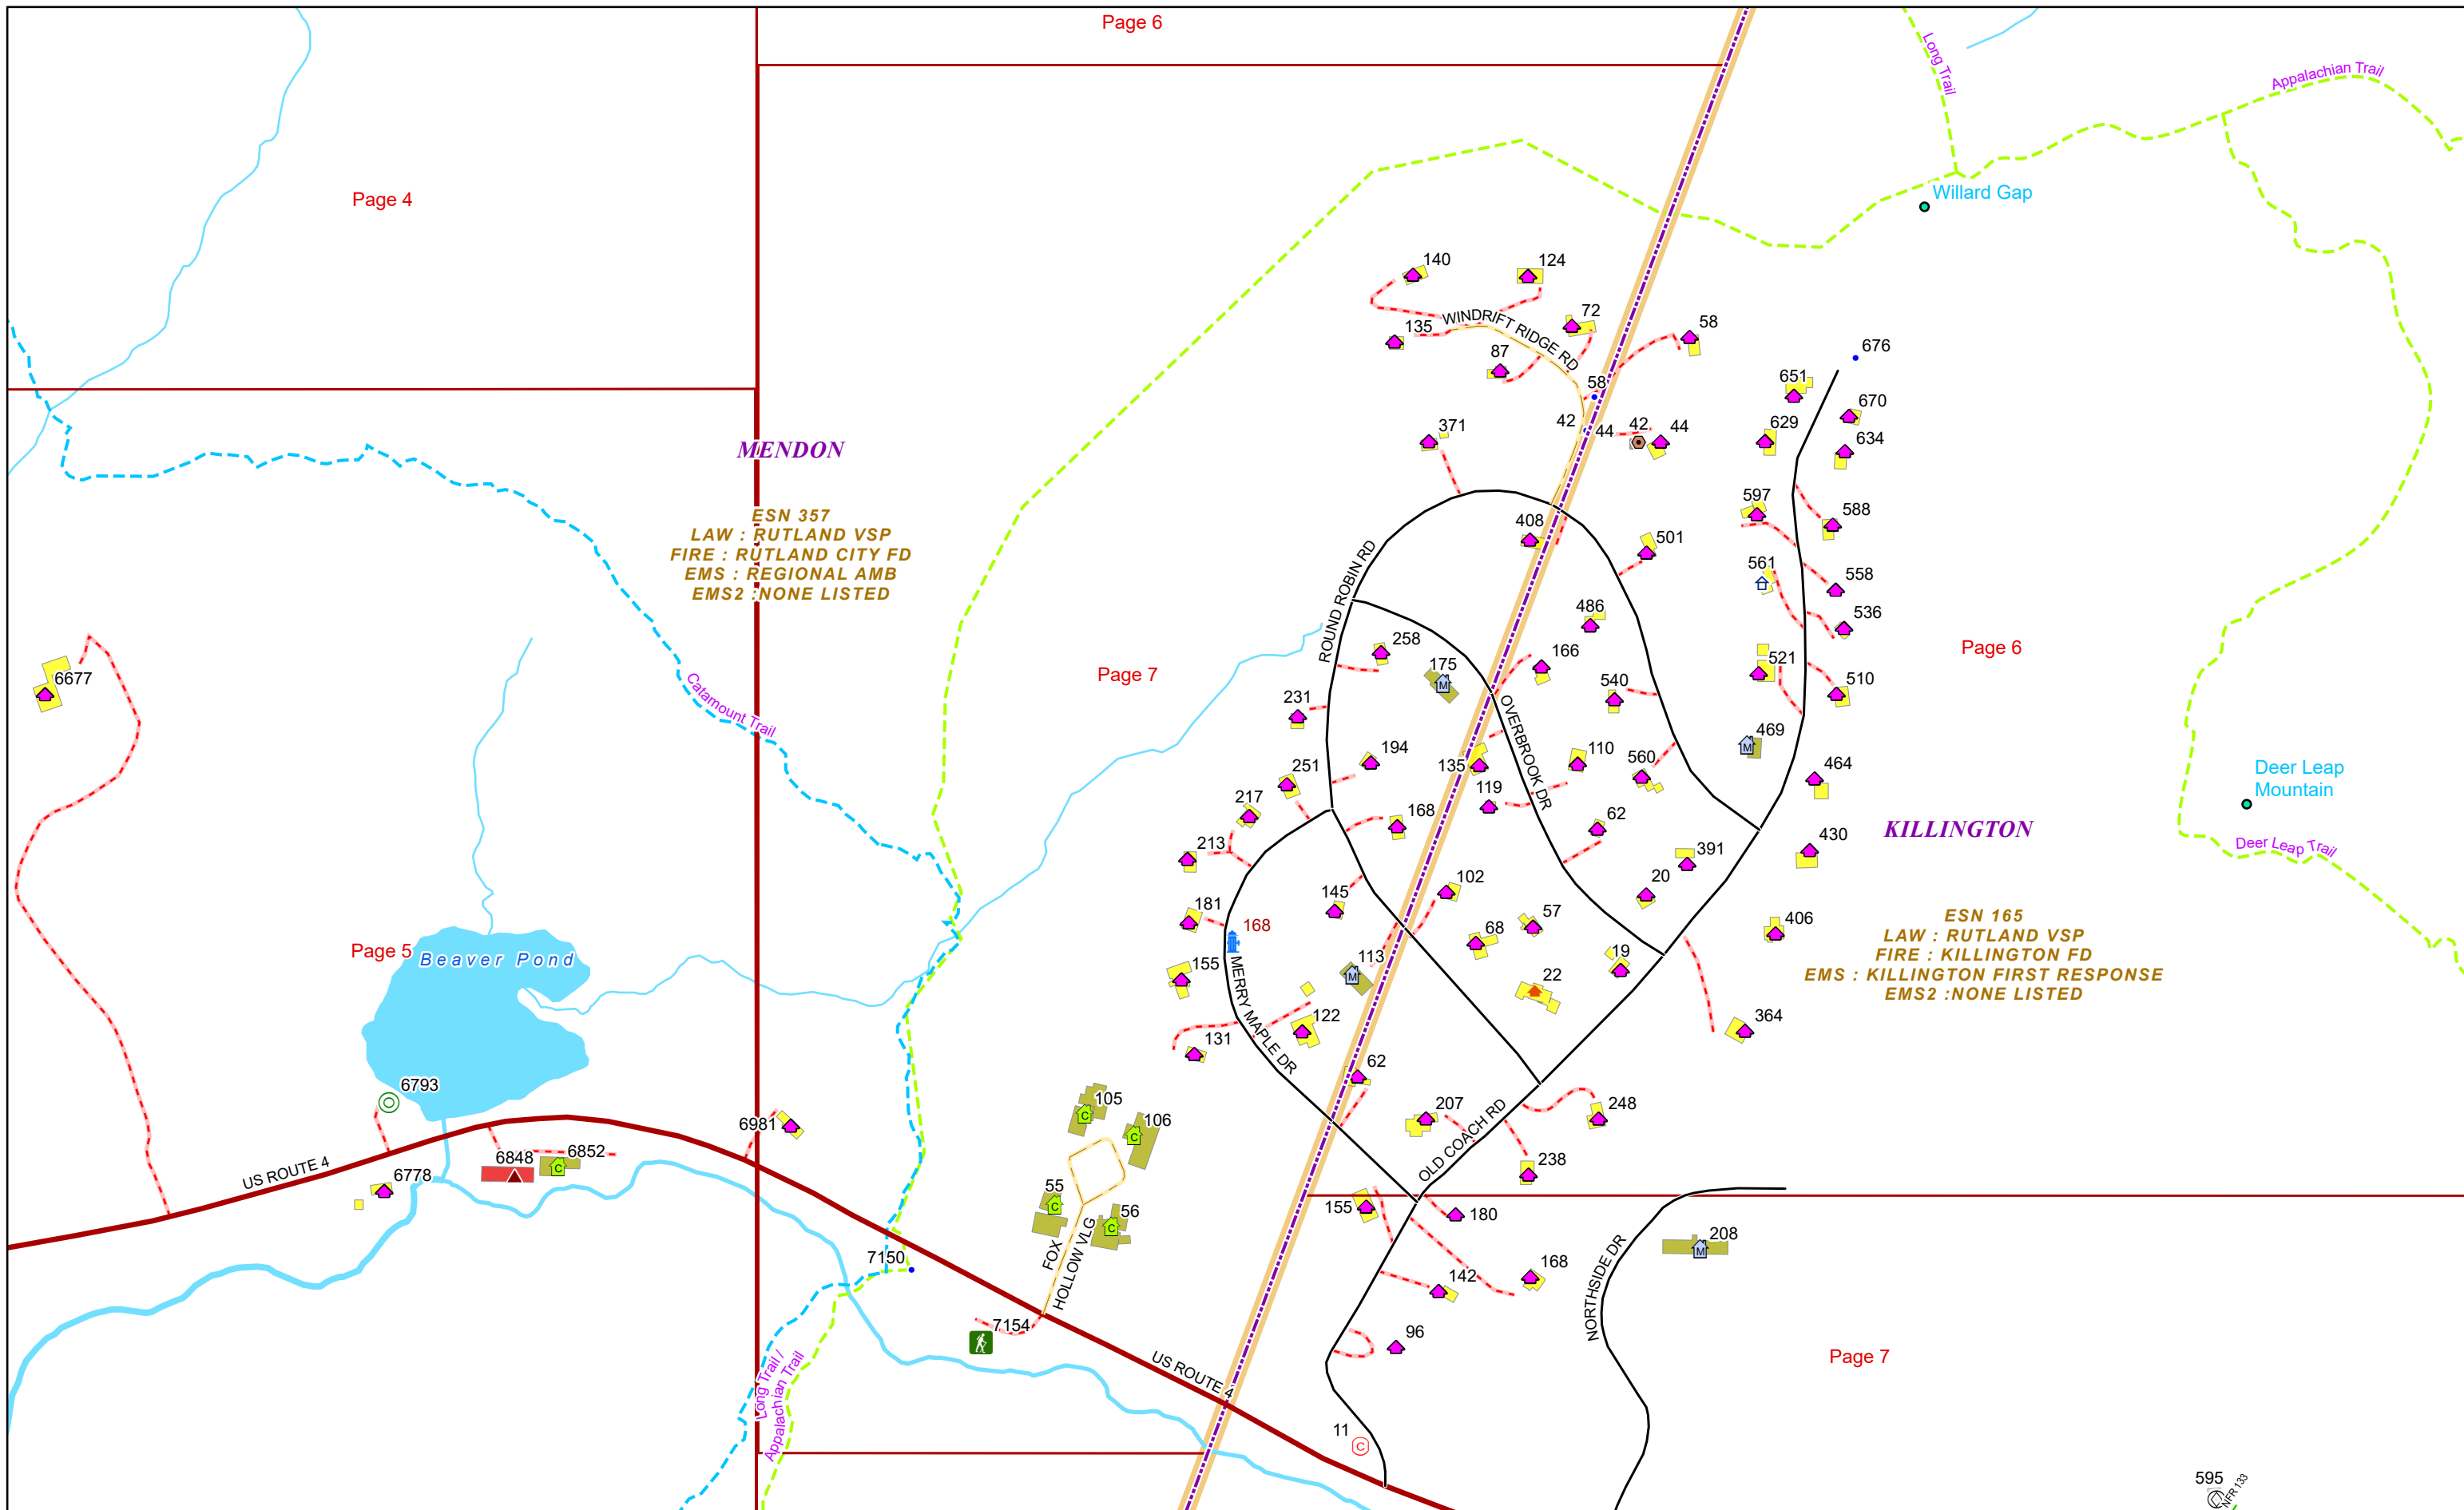 Page 6
Long Trail
Appalachian Trail
Page 4
Willard Gap
140
124
72
WINDRIFT RIDGE RD
135
87
58
58
676
651
670
MENDON
371
42
44
42
44
629
634
ESN 357
LAW : RUTLAND VSP
FIRE : RUTLAND CITY FD
EMS : REGIONAL AMB
EMS2 :NONE LISTED
597
588
408
501
561
558
ROUND ROBIN RD
486
536
258
175
166
Page 6
6677
Page 7
521
510
540
Catamount Trail
231
OVERBROOK DR
469
194
135
110
560
464
Deer Leap
Mountain
251
217
119
168
62
KILLINGTON
213
391
430
Deer Leap Trail
102
20
145
181
168
57
406
ESN 165
LAW : RUTLAND VSP
FIRE : KILLINGTON FD
EMS : KILLINGTON FIRST RESPONSE
EMS2 :NONE LISTED
68
Page 5
Beaver Pond
155
113
19
22
MERRY MAPLE DR
122
364
131
62
6793
105
106
207
248
6981
OLD COACH RD
6848
6852
US ROUTE 4
6778
238
55
56
155
180
208
FOX
HOLLOW VLG
7150
142
168
NORTHSIDE DR
7154
96
Page 7
US ROUTE 4
Long Trail /
Appalachian Trail
11
C
595
NFR 133
M
M
M
M
C
C
C
C
C